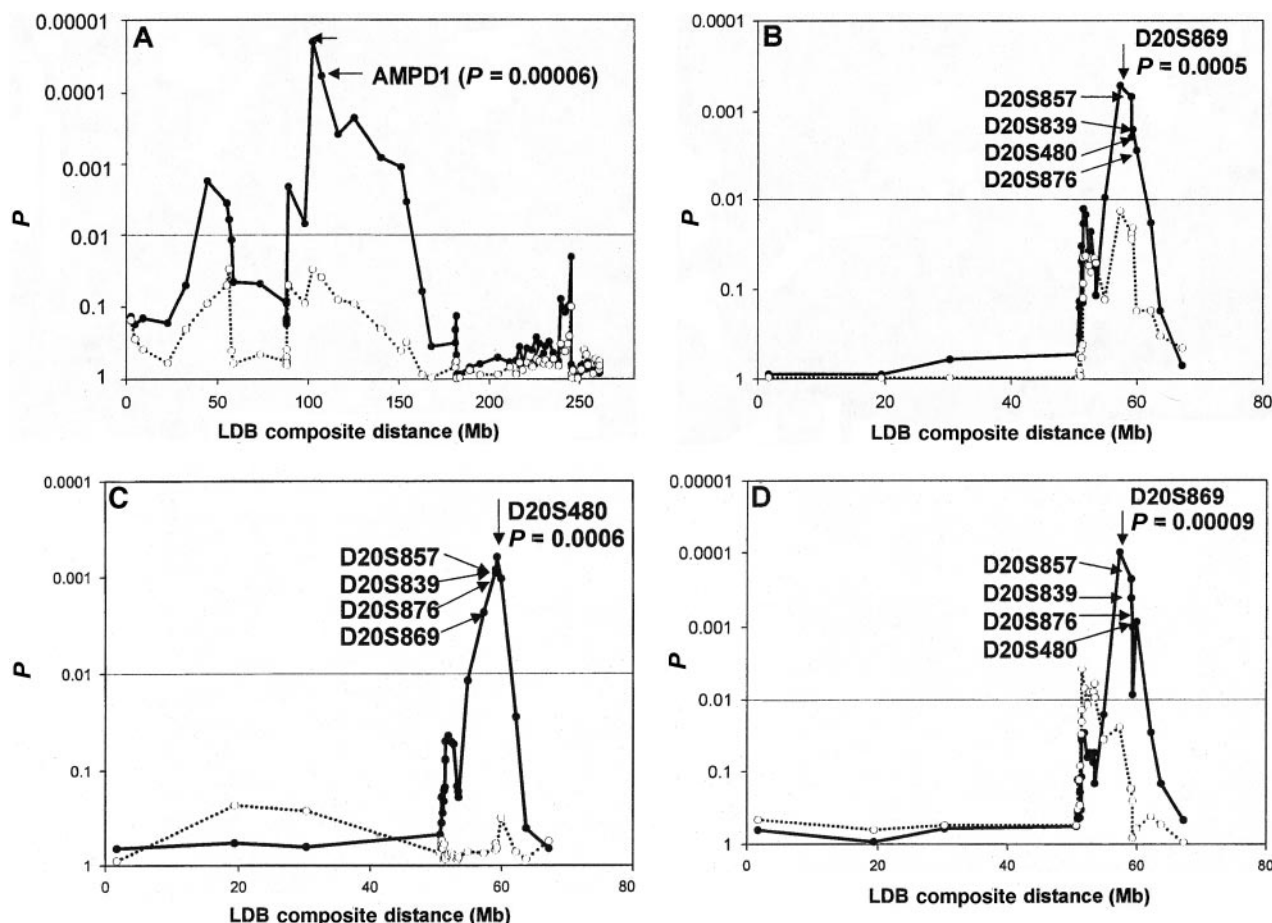 A
0.00001
0.0001
0.001
0.01
0.1
1
P
AMPD1 (P = 0.00006)
0 50 100 150 200 250
LDB composite distance (Mb)
B
0.0001
0.001
0.01
0.1
1
P
D20S869
P = 0.0005
D20S857
D20S839
D20S480
D20S876
0 20 40 60 80
LDB composite distance (Mb)
C
0.0001
0.001
0.01
0.1
1
P
D20S480
P = 0.0006
D20S857
D20S839
D20S876
D20S869
0 20 40 60 80
LDB composite distance (Mb)
D
0.00001
0.0001
0.001
0.01
0.1
1
P
D20S869
P = 0.00009
D20S857
D20S839
D20S876
D20S480
0 20 40 60 80
LDB composite distance (Mb)